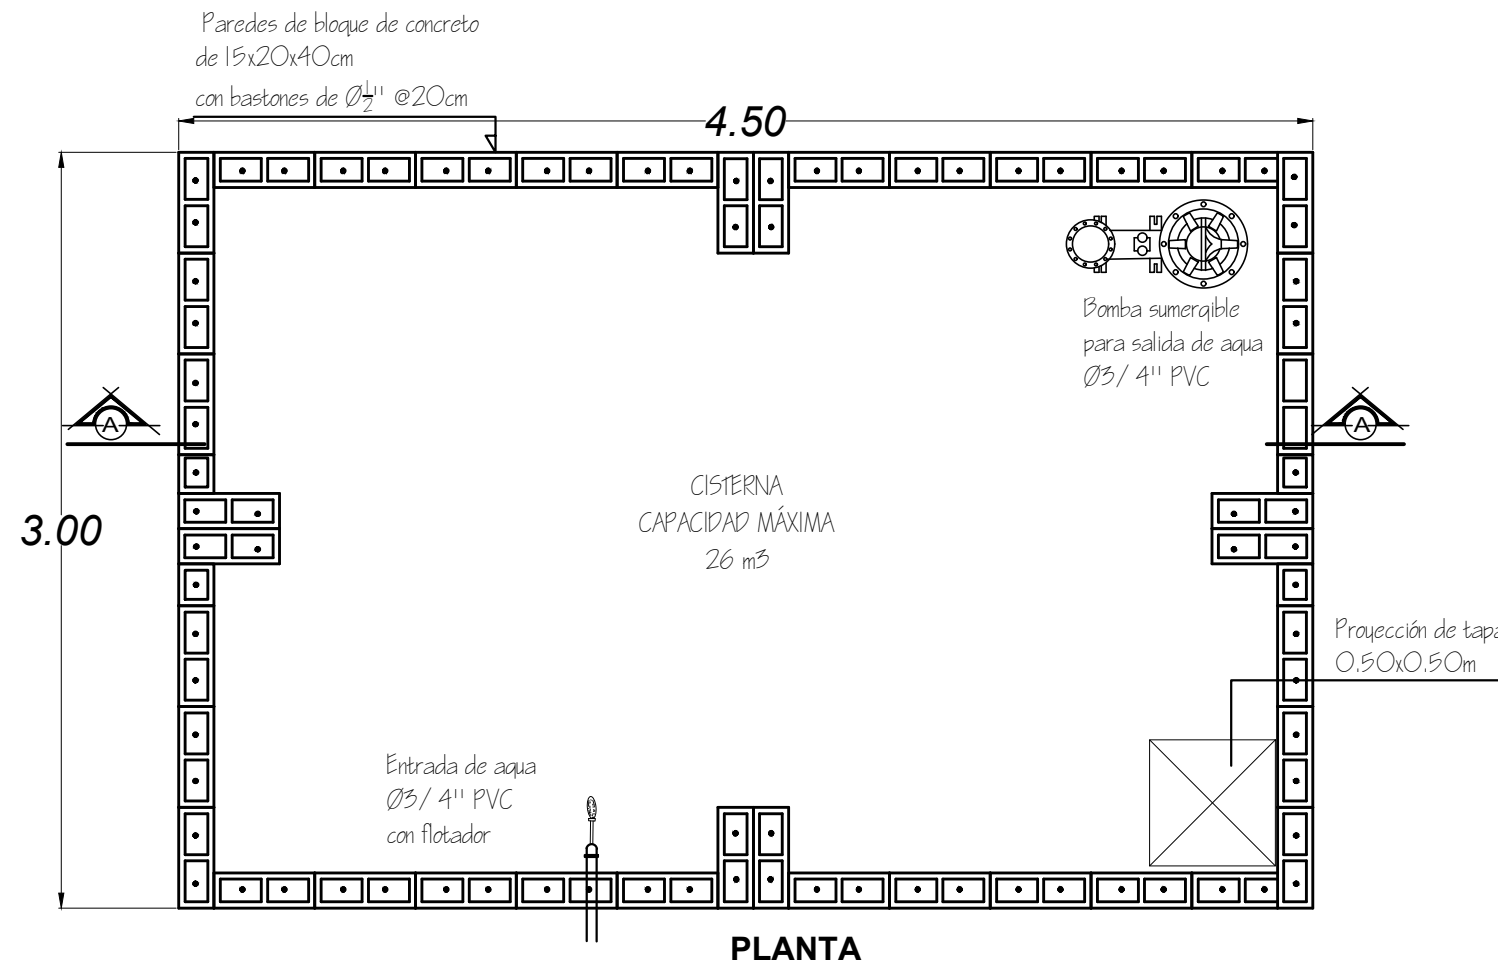 Paredes de bloque de concreto
de 15x20x40cm
con bastones de Ø½" @20cm
4.50
Bomba sumergible
para salida de agua
Ø3/4" PVC
A
A
CISTERNA
CAPACIDAD MÁXIMA
26 m3
3.00
Proyección de tapa
0.50x0.50m
Entrada de agua
Ø3/4" PVC
con flotador
PLANTA